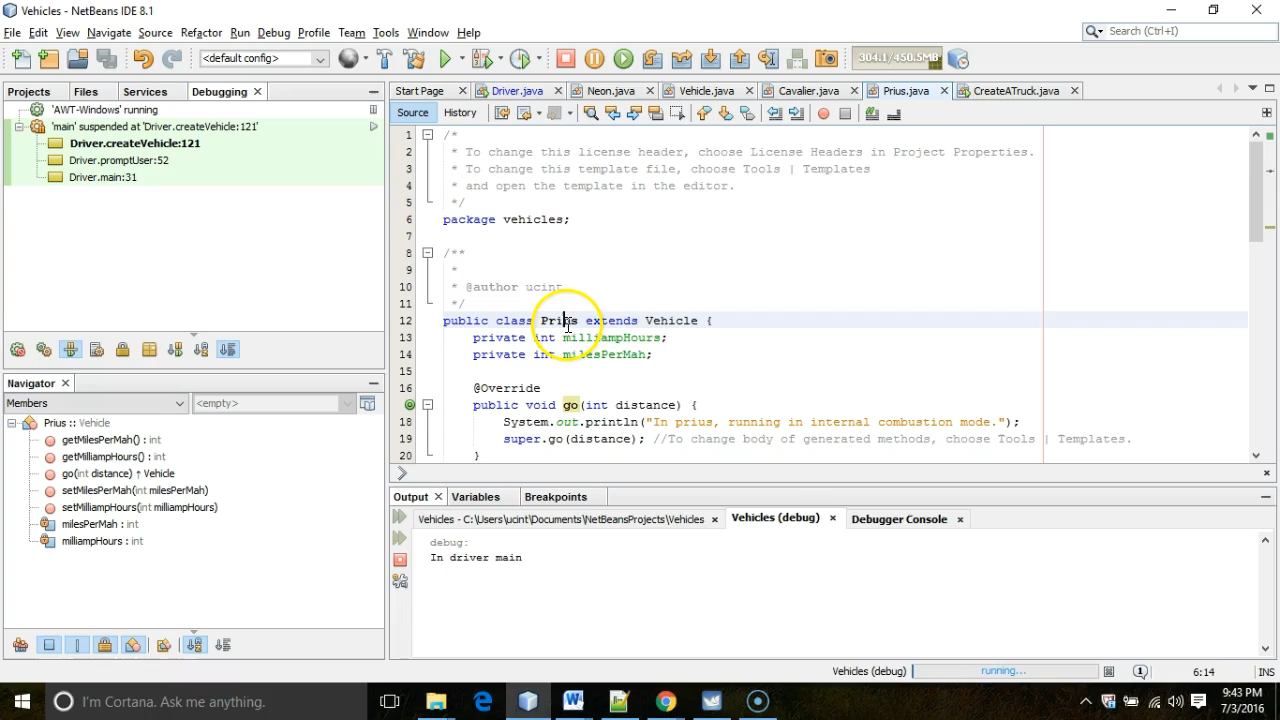 Vehicles - NetBeans IDE 8.1
File Edit View Navigate Source Refactor Run Debug Profile Team Tools Window Help
Search (Ctrl+I)
<default config>
304.1/450.5MB
Projects Files Services Debugging
Start Page Driver.java Neon.java Vehicle.java Cavalier.java Prius.java CreateATruck.java
'AWT-Windows' running
'main' suspended at 'Driver.createVehicle:121'
Driver.createVehicle:121
Driver.promptUser:52
Driver.main:31
Source History
1 /*
2 * To change this license header, choose License Headers in Project Properties.
3 * To change this template file, choose Tools | Templates
4 * and open the template in the editor.
5 */
6 package vehicles;
7
8 /**
9 *
10 * @author ucint
11 */
12 public class Prius extends Vehicle {
13 private int milliampHours;
14 private int milesPerMah;
15
16 @Override
17 public void go(int distance) {
18 System.out.println("In prius, running in internal combustion mode.");
19 super.go(distance); //To change body of generated methods, choose Tools | Templates.
20 }
Navigator
Members
<empty>
Prius :: Vehicle
getMilesPerMah() : int
getMilliampHours() : int
go(int distance) ↑ Vehicle
setMilesPerMah(int milesPerMah)
setMilliampHours(int milliampHours)
milesPerMah : int
milliampHours : int
Output Variables Breakpoints
Vehicles - C:\Users\ucint\Documents\NetBeansProjects\Vehicles Vehicles (debug) Debugger Console
debug:
In driver main
Vehicles (debug) running... 1 6:14 INS
I'm Cortana. Ask me anything.
9:43 PM
7/3/2016